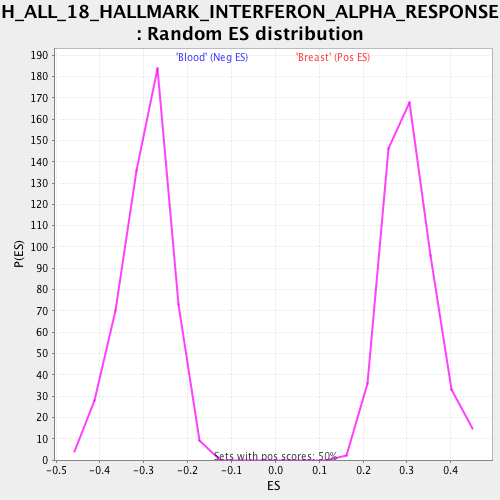 H_ALL_18_HALLMARK_INTERFERON_ALPHA_RESPONSE
: Random ES distribution
'Blood' (Neg ES) 'Breast' (Pos ES)
190
180
170
160
150
140
130
120
110
100
90
80
70
60
50
40
30
20
10
0
P(ES)
Sets with pos scores: 50%
-0.5 -0.4 -0.3 -0.2 -0.1 0.0 0.1 0.2 0.3 0.4
ES